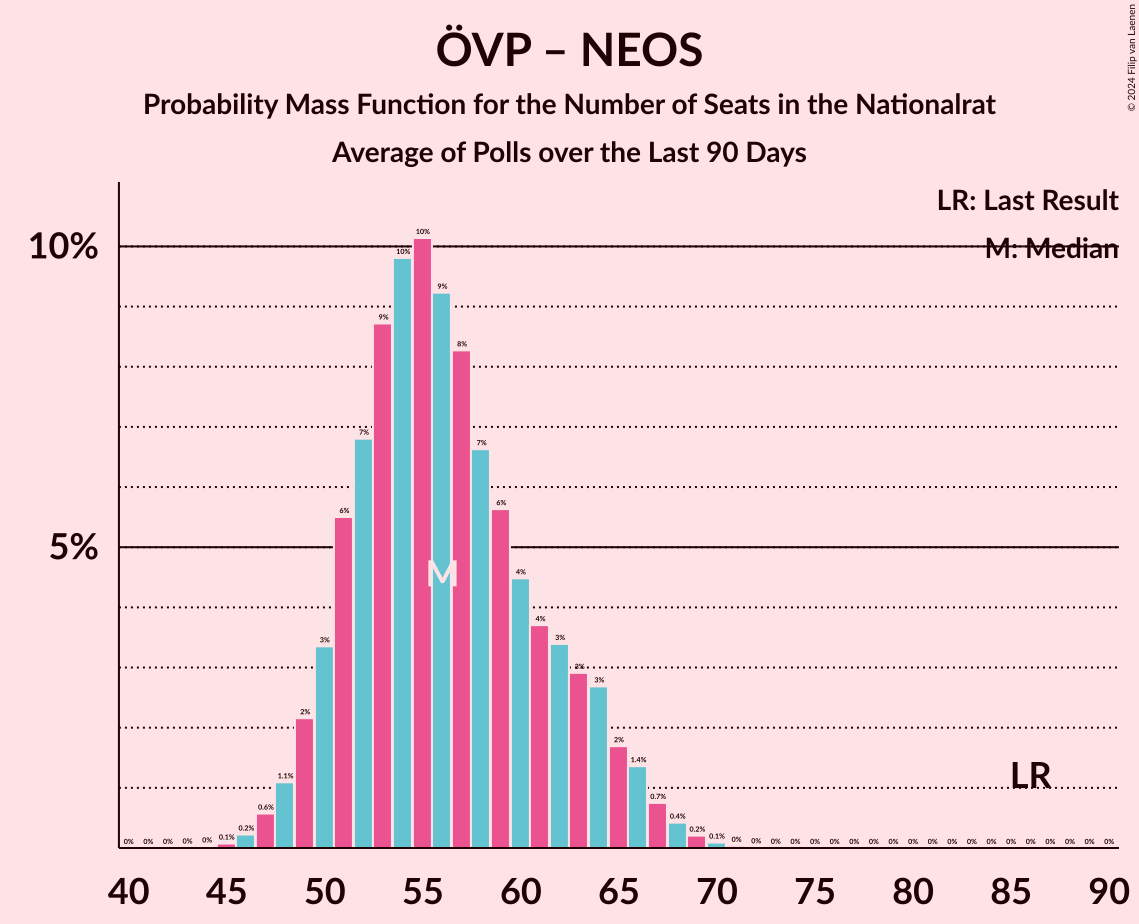 ÖVP – NEOS
Probability Mass Function for the Number of Seats in the Nationalrat
Average of Polls over the Last 90 Days
© 2024 Filip van Laenen
LR: Last Result
M: Median
10%
5%
0% 0% 0% 0% 0% 0.1% 0.2% 0.6% 1.1% 2% 3% 6% 7% 9% 10% 10% 9% 8% 7% 6% 4% 4% 3% 3% 3% 2% 1.4% 0.7% 0.4% 0.2% 0.1% 0% 0% 0% 0% 0% 0% 0% 0% 0% 0% 0% 0% 0% 0% 0% 0% 0% 0% 0% 0%
M
LR
40 45 50 55 60 65 70 75 80 85 90